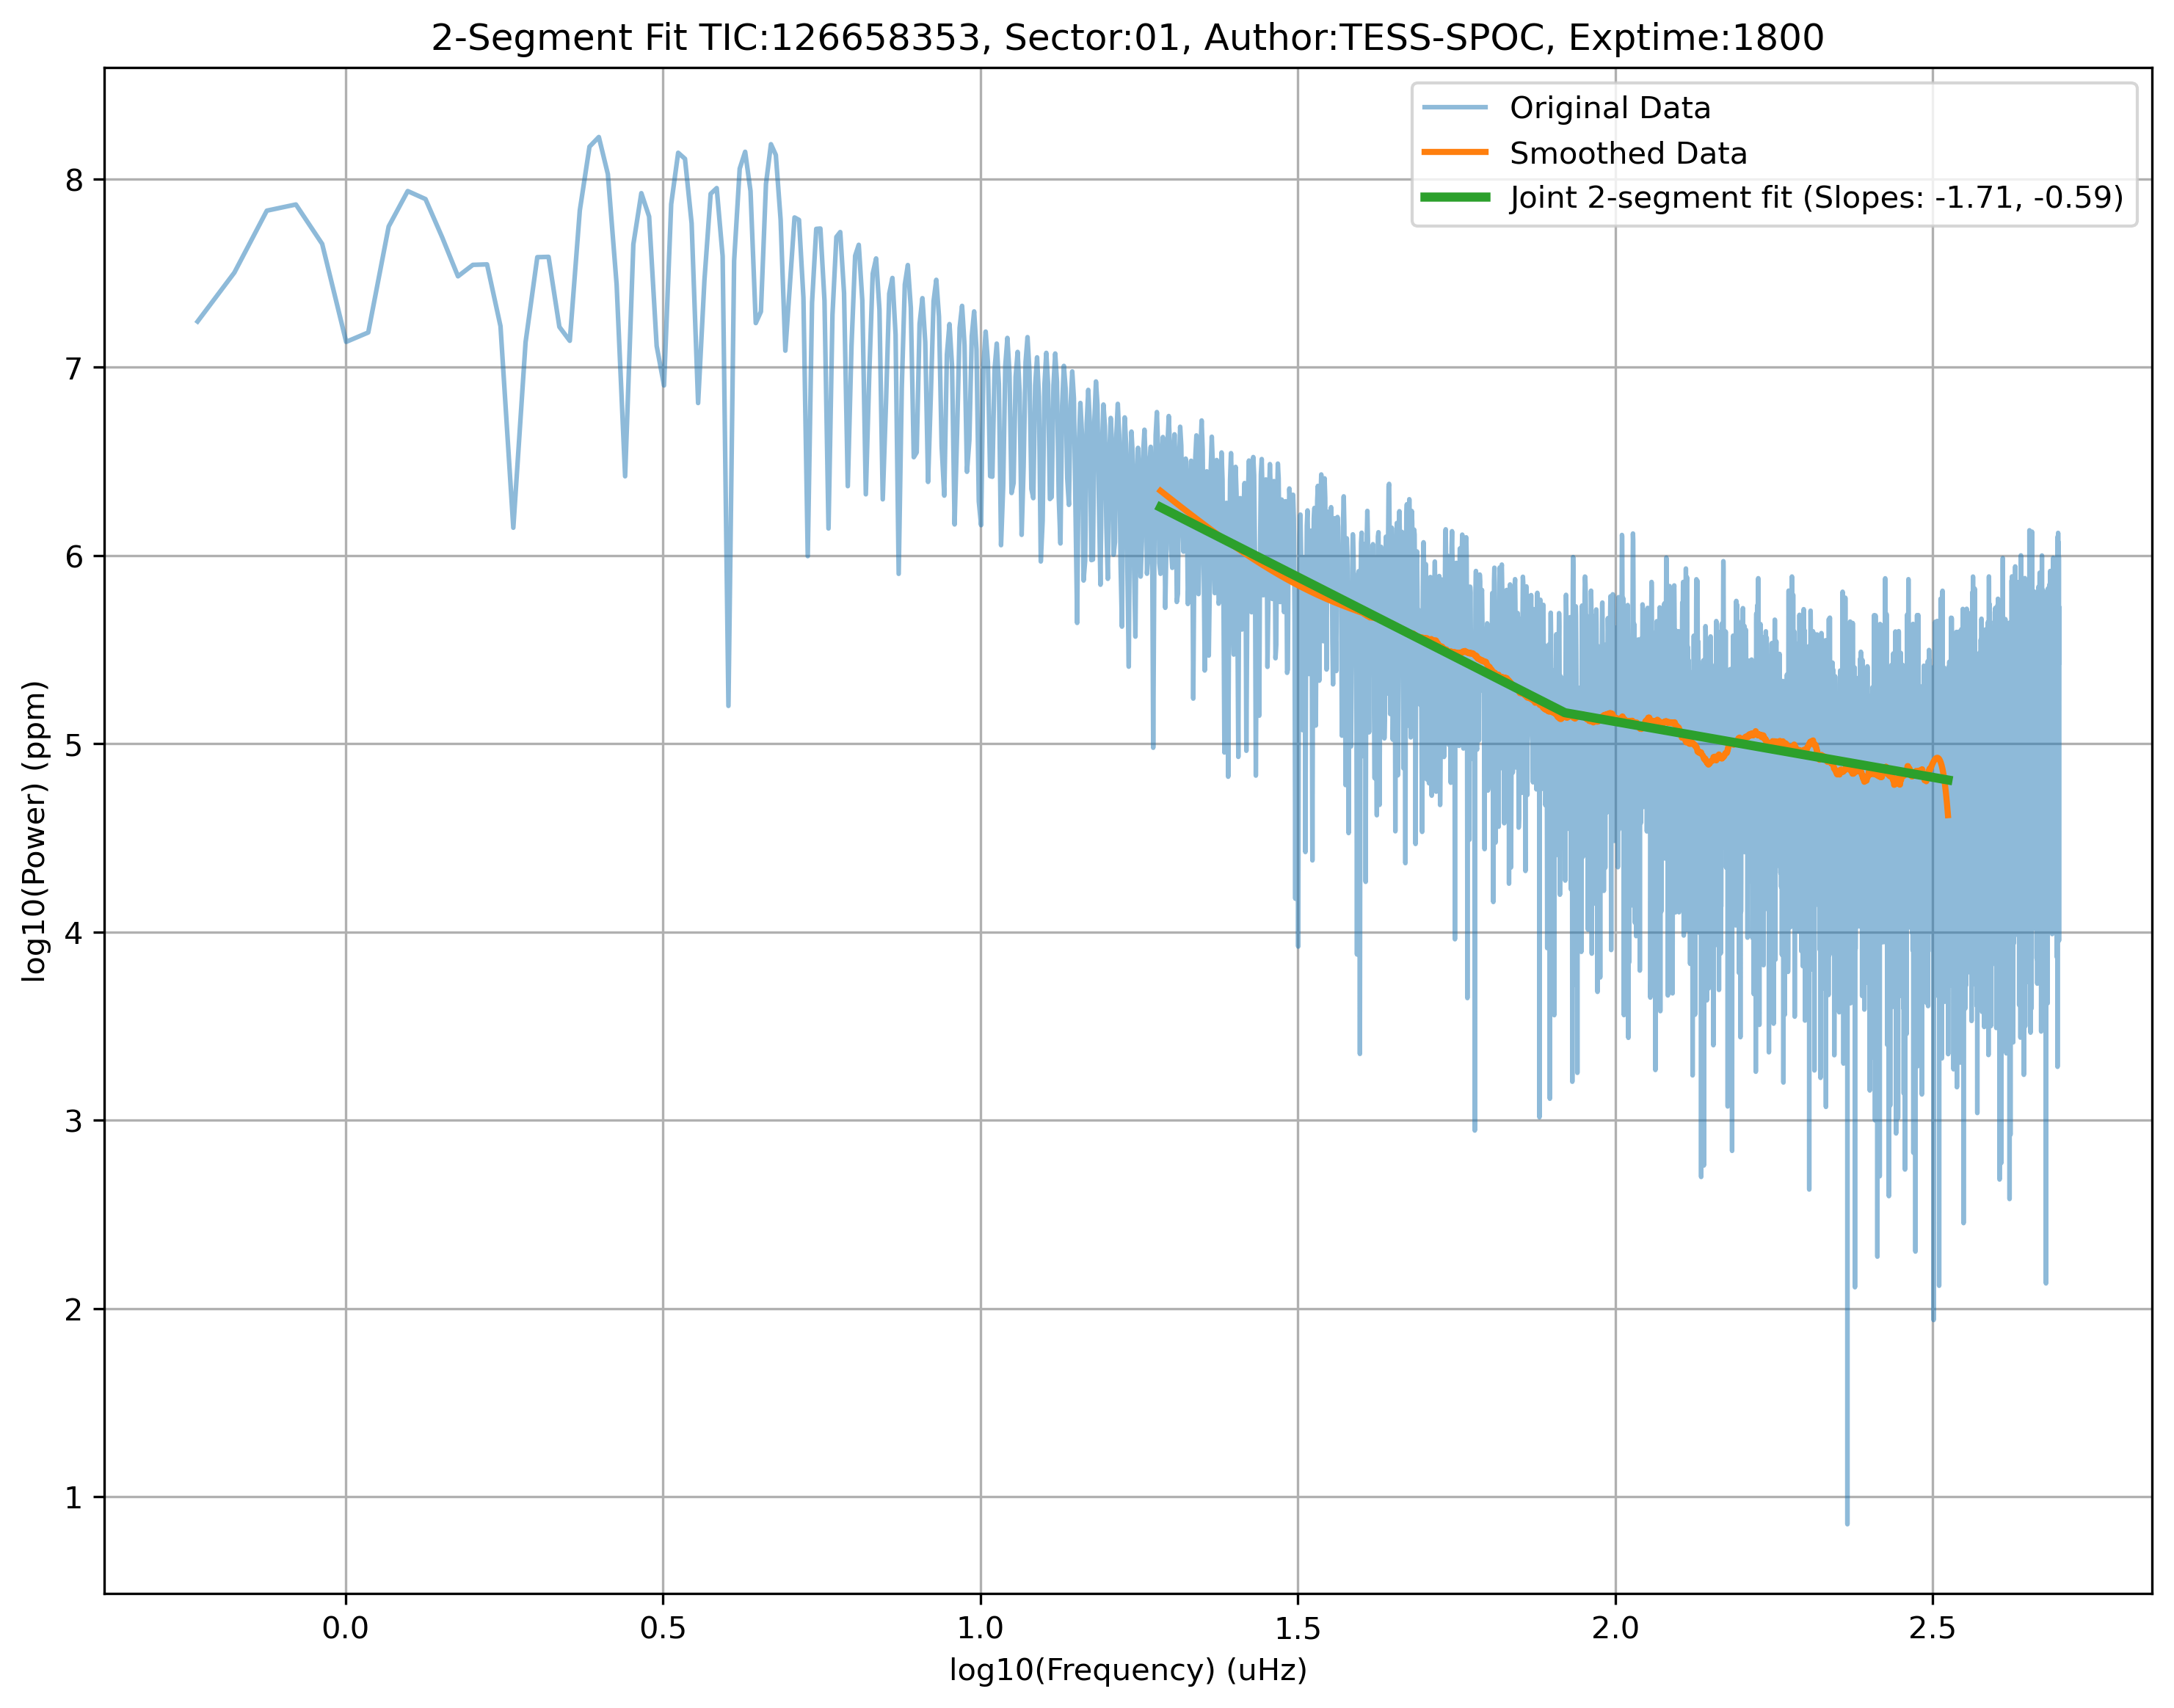 2-Segment Fit TIC:126658353, Sector:01, Author:TESS-SPOC, Exptime:1800
Original Data
Smoothed Data
Joint 2-segment fit (Slopes: -1.71, -0.59)
log10(Power) (ppm)
8
7
6
5
4
3
2
1
0.0 0.5 1.0 1.5 2.0 2.5
log10(Frequency) (uHz)